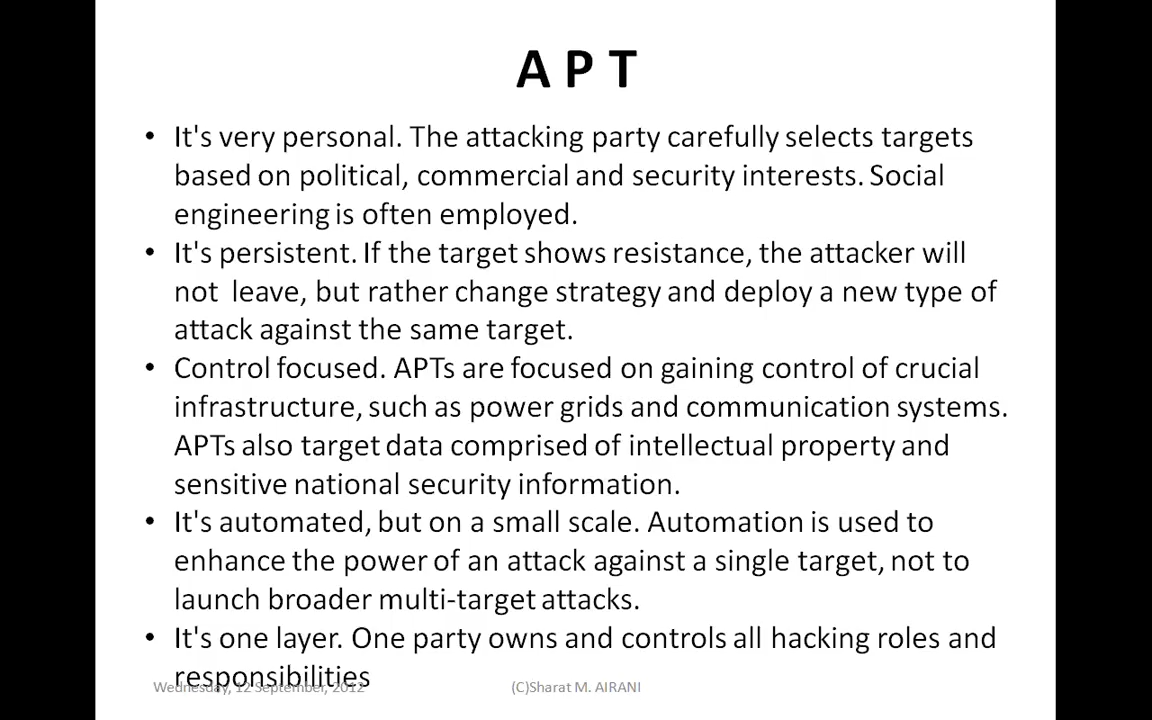 A P T
• It's very personal. The attacking party carefully selects targets
based on political, commercial and security interests. Social
engineering is often employed.
• It's persistent. If the target shows resistance, the attacker will
not leave, but rather change strategy and deploy a new type of
attack against the same target.
• Control focused. APTs are focused on gaining control of crucial
infrastructure, such as power grids and communication systems.
APTs also target data comprised of intellectual property and
sensitive national security information.
• It's automated, but on a small scale. Automation is used to
enhance the power of an attack against a single target, not to
launch broader multi-target attacks.
• It's one layer. One party owns and controls all hacking roles and
responsibilities
Wednesday, 12 September, 2012 (C)Sharat M. AIRANI